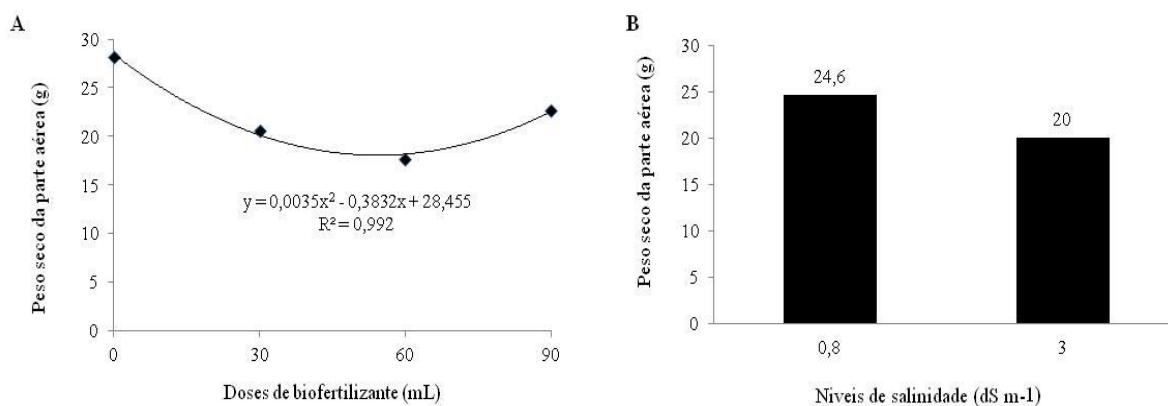 A
Peso seco da parte aérea (g)
30
25
20
15
10
5
0
y = 0,0035x² - 0,3832x + 28,455
R² = 0,992
0 30 60 90
Doses de biofertilizante (mL)
B
Peso seco da parte aérea (g)
30
25
20
15
10
5
0
24,6
20
0,8 3
Níveis de salinidade (dS m-1)